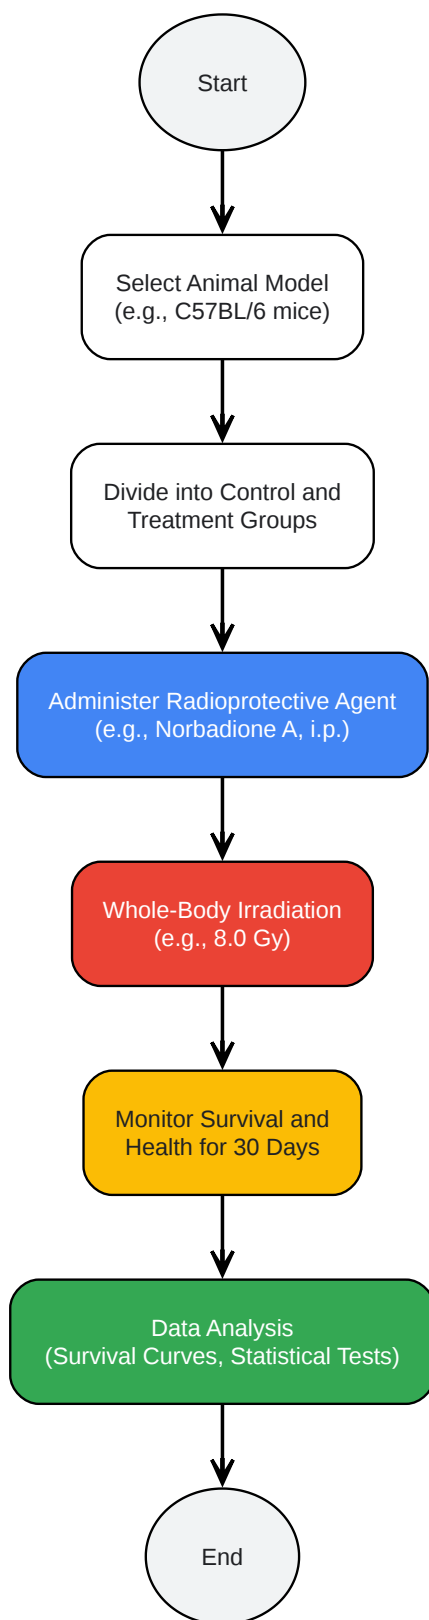 Start
Select Animal Model
(e.g., C57BL/6 mice)
Divide into Control and
Treatment Groups
Administer Radioprotective Agent
(e.g., Norbadione A, i.p.)
Whole-Body Irradiation
(e.g., 8.0 Gy)
Monitor Survival and
Health for 30 Days
Data Analysis
(Survival Curves, Statistical Tests)
End